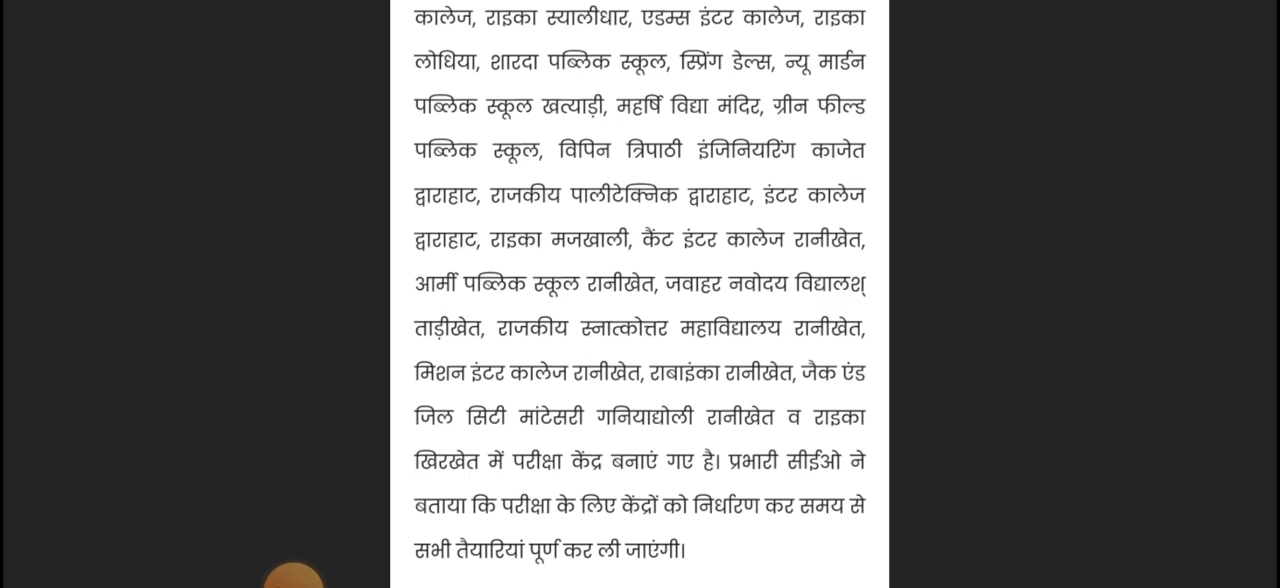 कालेज, राइका स्यालीधार, एडम्स इंटर कालेज, राइका
लोधिया, शारदा पब्लिक स्कूल, स्प्रिंग डेल्स, न्यू मार्डन
पब्लिक स्कूल खत्याड़ी, महर्षि विद्या मंदिर, ग्रीन फील्ड
पब्लिक स्कूल, विपिन त्रिपाठी इंजिनियरिंग काजेत
द्वाराहाट, राजकीय पालीटेक्निक द्वाराहाट, इंटर कालेज
द्वाराहाट, राइका मजखाली, कैंट इंटर कालेज रानीखेत,
आर्मी पब्लिक स्कूल रानीखेत, जवाहर नवोदय विद्यालश्
ताड़ीखेत, राजकीय स्नात्कोत्तर महाविद्यालय रानीखेत,
मिशन इंटर कालेज रानीखेत, राबाइंका रानीखेत, जैक एंड
जिल सिटी मांटेसरी गनियाद्योली रानीखेत व राइका
खिरखेत में परीक्षा केंद्र बनाएं गए है। प्रभारी सीईओ ने
बताया कि परीक्षा के लिए केंद्रों को निर्धारण कर समय से
सभी तैयारियां पूर्ण कर ली जाएंगी।